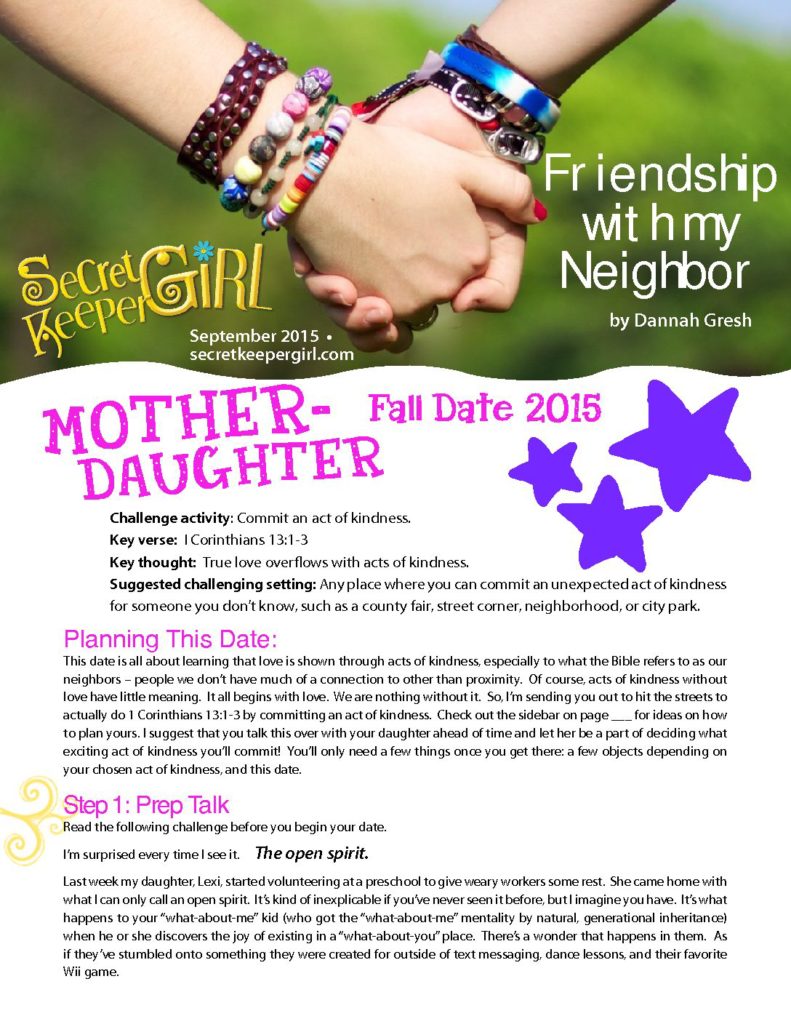 Friendship
with my
Neighbor
by Dannah Gresh
Secret
Keeper GiRL
September 2015 •
secretkeepergirl.com
MOTHER-
DAUGHTER
Fall Date 2015
Challenge activity: Commit an act of kindness.
Key verse: I Corinthians 13:1-3
Key thought: True love overflows with acts of kindness.
Suggested challenging setting: Any place where you can commit an unexpected act of kindness
for someone you don't know, such as a county fair, street corner, neighborhood, or city park.
Planning This Date:
This date is all about learning that love is shown through acts of kindness, especially to what the Bible refers to as our
neighbors – people we don't have much of a connection to other than proximity. Of course, acts of kindness without
love have little meaning. It all begins with love. We are nothing without it. So, I'm sending you out to hit the streets to
actually do 1 Corinthians 13:1-3 by committing an act of kindness. Check out the sidebar on page ___ for ideas on how
to plan yours. I suggest that you talk this over with your daughter ahead of time and let her be a part of deciding what
exciting act of kindness you'll commit! You'll only need a few things once you get there: a few objects depending on
your chosen act of kindness, and this date.
Step 1: Prep Talk
Read the following challenge before you begin your date.
I'm surprised every time I see it. The open spirit.
Last week my daughter, Lexi, started volunteering at a preschool to give weary workers some rest. She came home with
what I can only call an open spirit. It's kind of inexplicable if you've never seen it before, but I imagine you have. It's what
happens to your "what-about-me" kid (who got the "what-about-me" mentality by natural, generational inheritance)
when he or she discovers the joy of existing in a "what-about-you" place. There's a wonder that happens in them. As
if they've stumbled onto something they were created for outside of text messaging, dance lessons, and their favorite
Wii game.